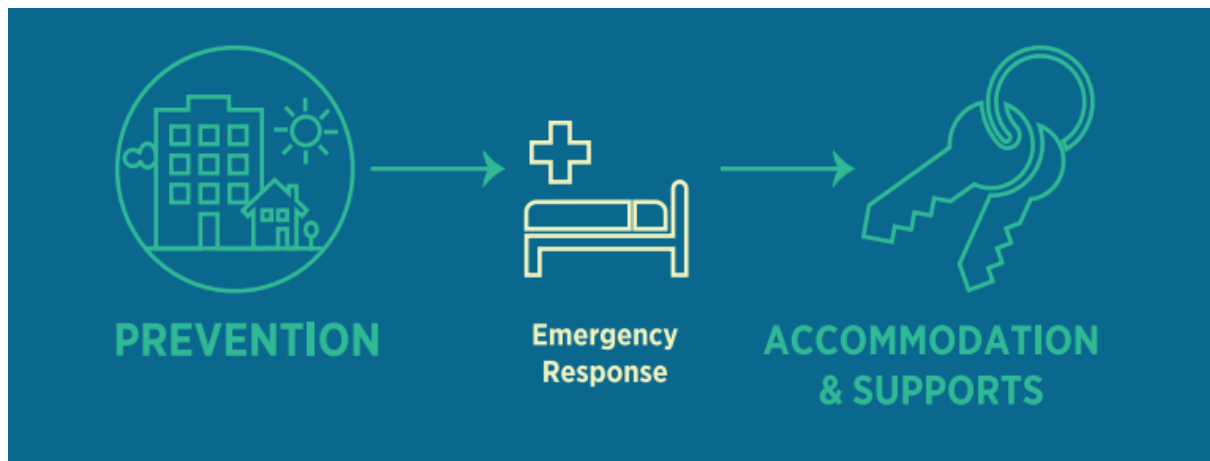 PREVENTION
Emergency
Response
ACCOMMODATION
& SUPPORTS